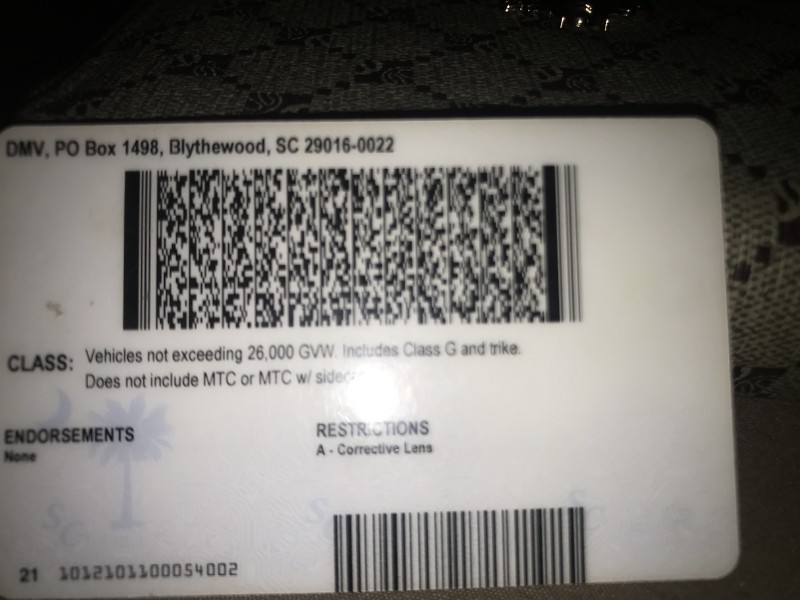 DMV, PO Box 1498, Blythewood, SC 29016-0022
CLASS: Vehicles not exceeding 26,000 GVW. Includes Class G and trike.
Does not include MTC or MTC w/
ENDORSEMENTS
None
RESTRICTIONS
A - Corrective Lens
21 1012101100054002